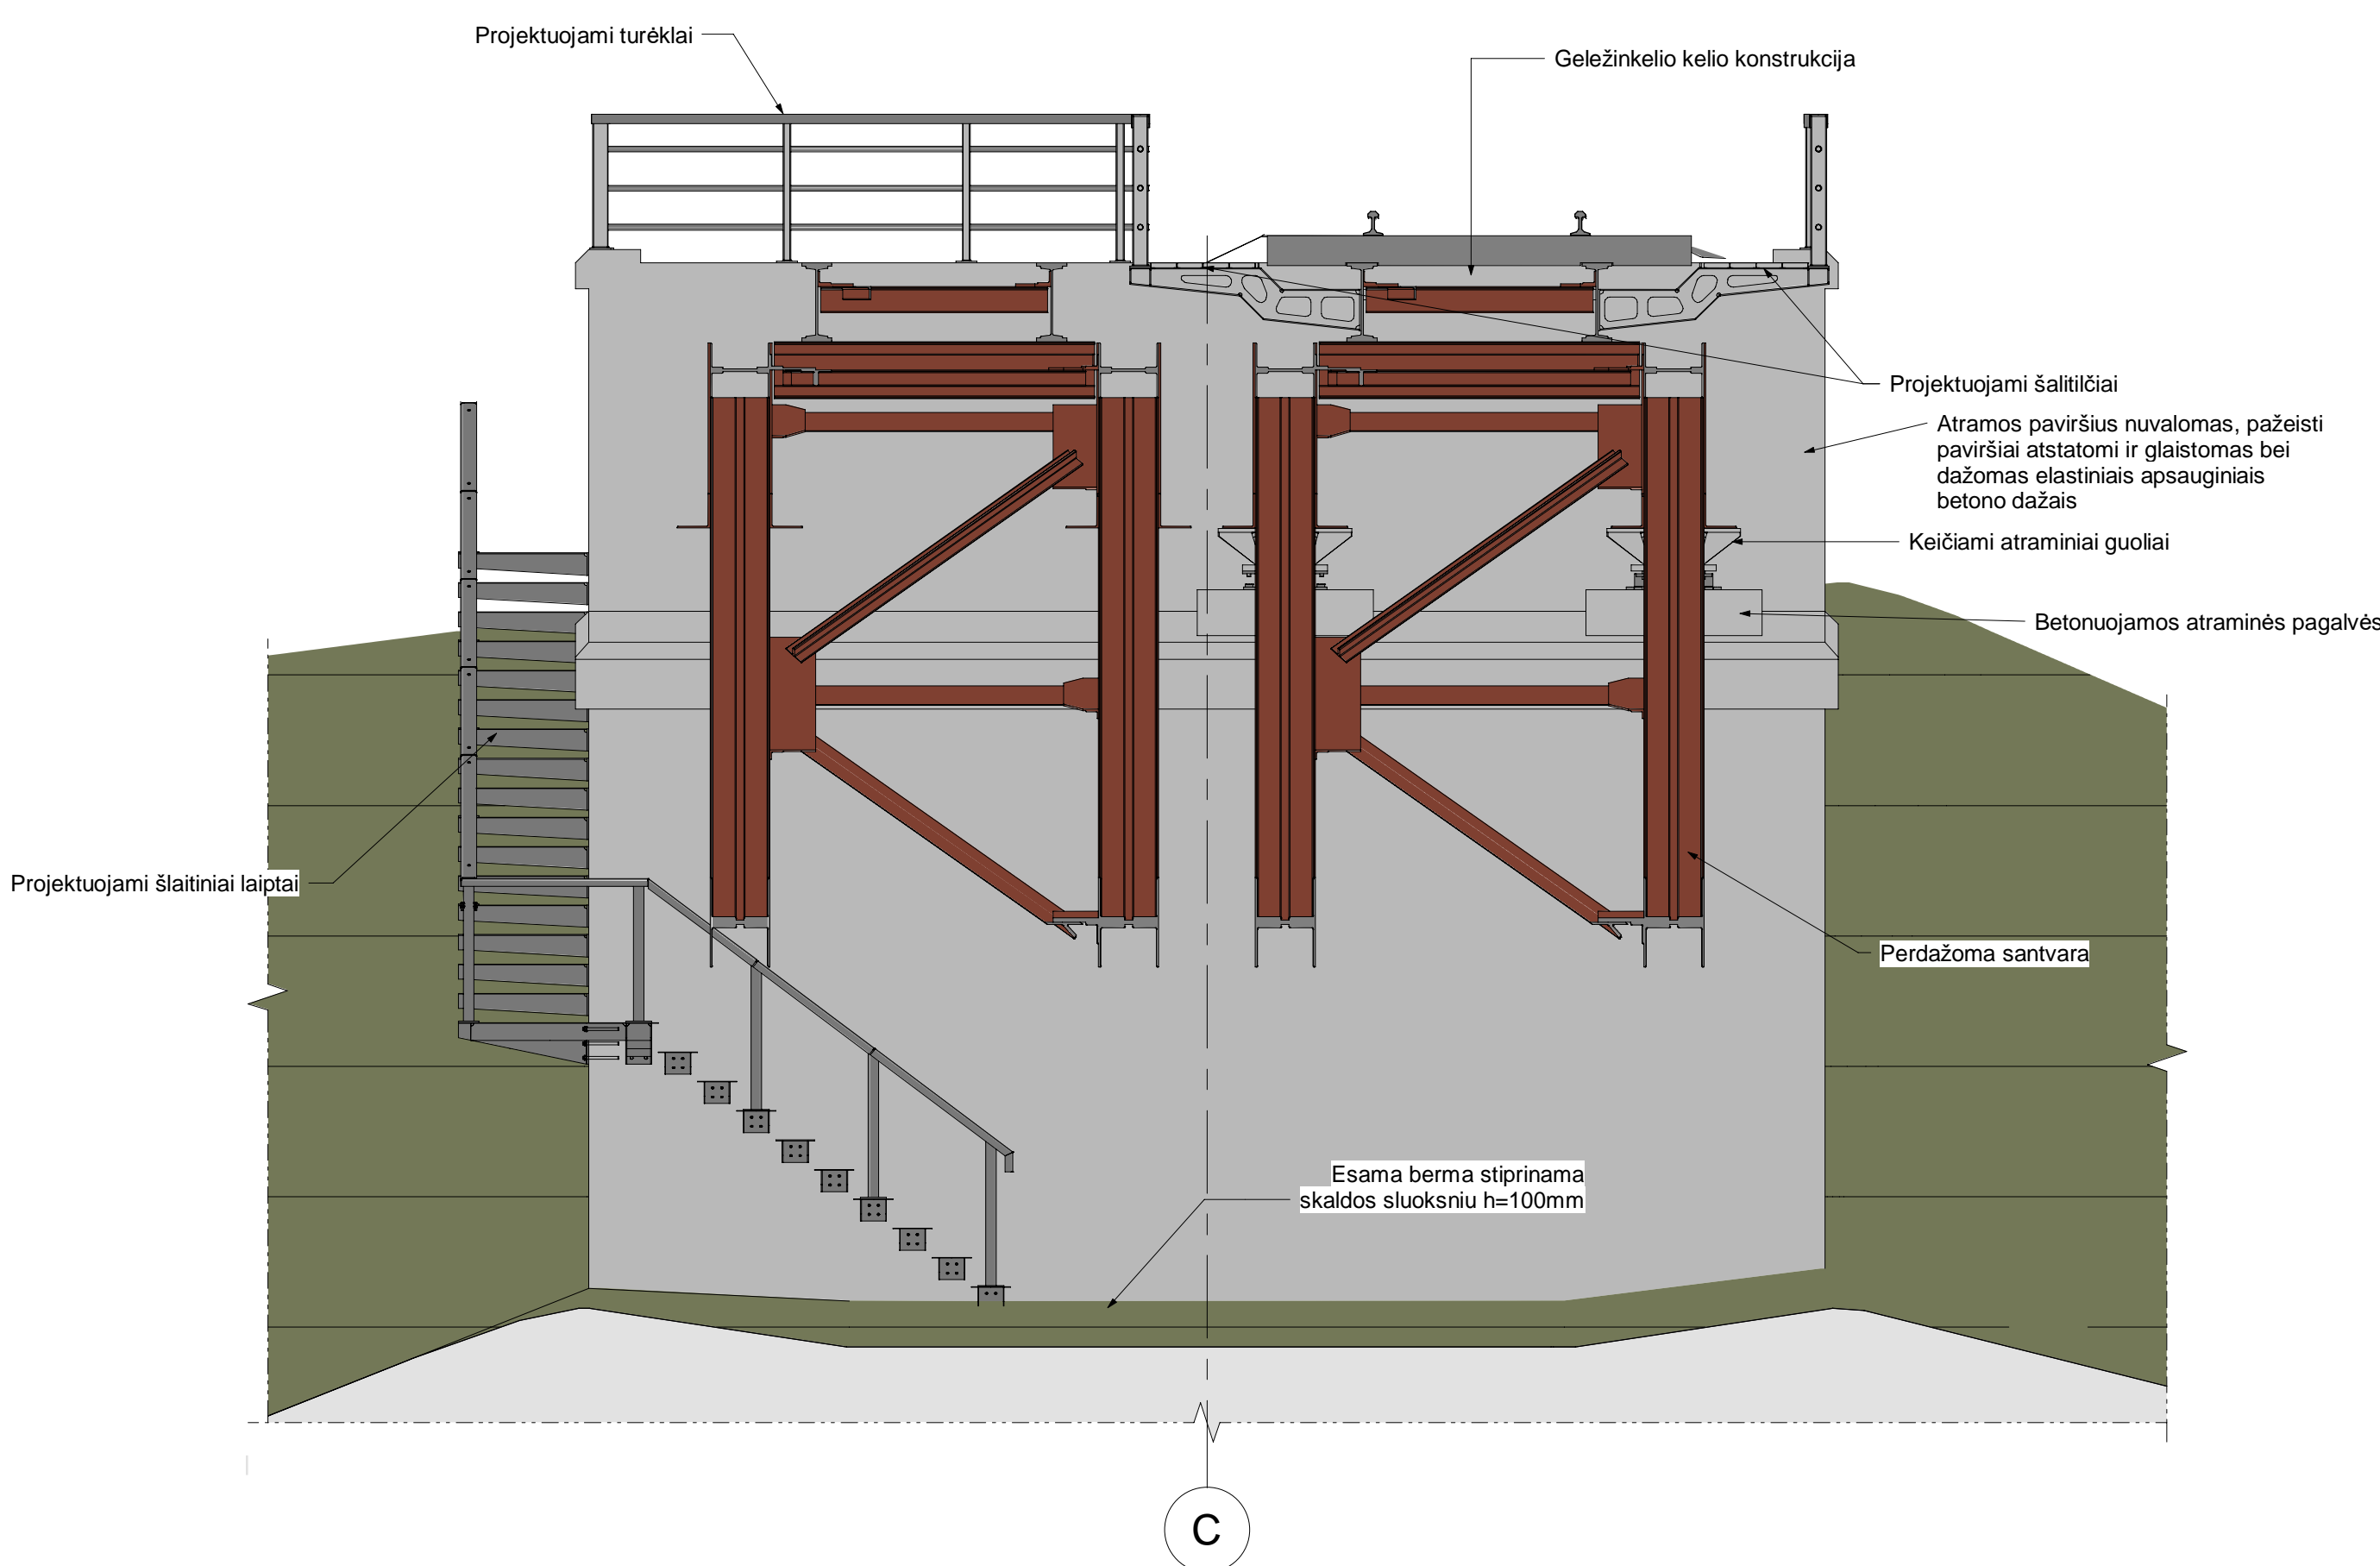 Projektuojami turėklai
Geležinkelio kelio konstrukcija
Projektuojami šalitilčiai
Atramos paviršius nuvalomas, pažeisti
paviršiai atstatomi ir glaistomas bei
dažomas elastiniais apsauginiais
betono dažais
Keičiami atraminiai guoliai
Betonuojamos atraminės pagalvės
Projektuojami šlaitiniai laiptai
Perdažoma santvara
Esama berma stiprinama
skaldos sluoksniu h=100mm
C